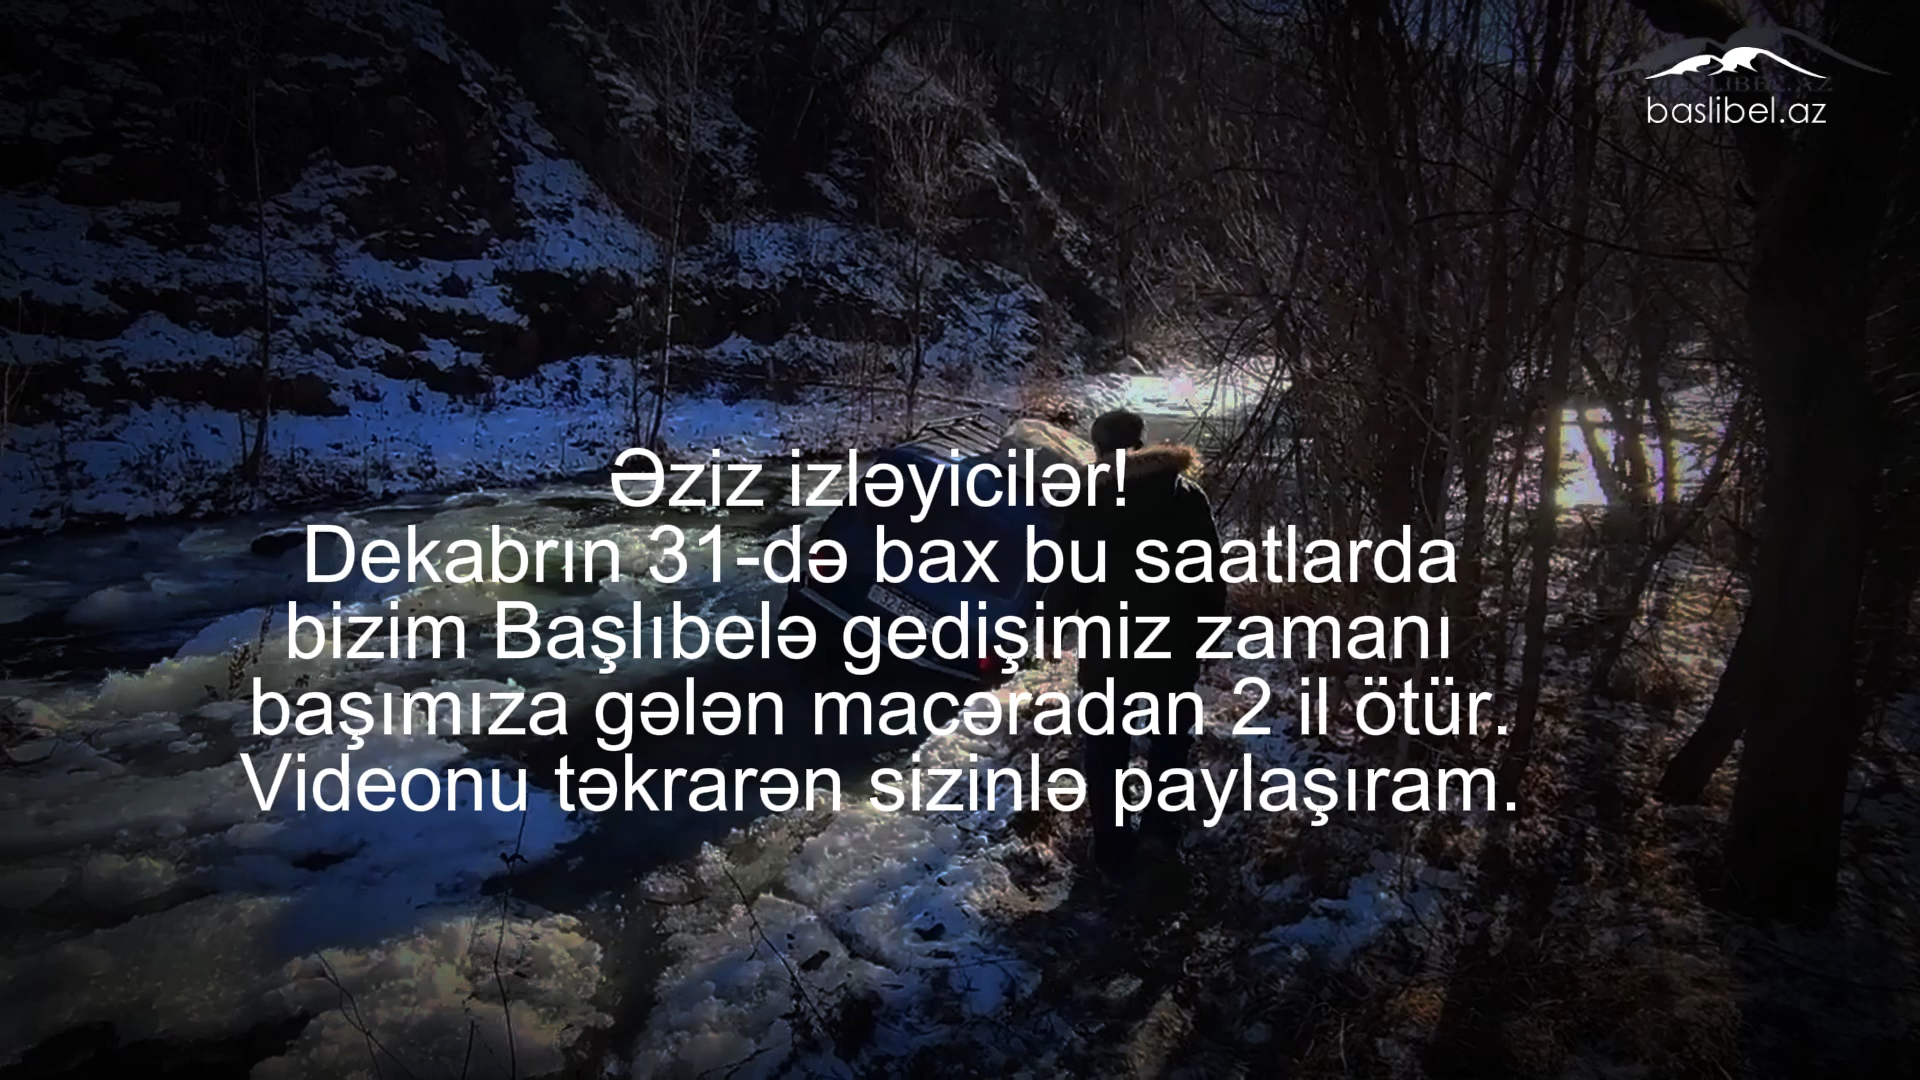 baslibel.az
Əziz izləyicilər!
Dekabrın 31-də bax bu saatlarda
bizim Başlıbelə gedişimiz zamanı
başımıza gələn macəradan 2 il ötür.
Videonu təkrarən sizinlə paylaşıram.